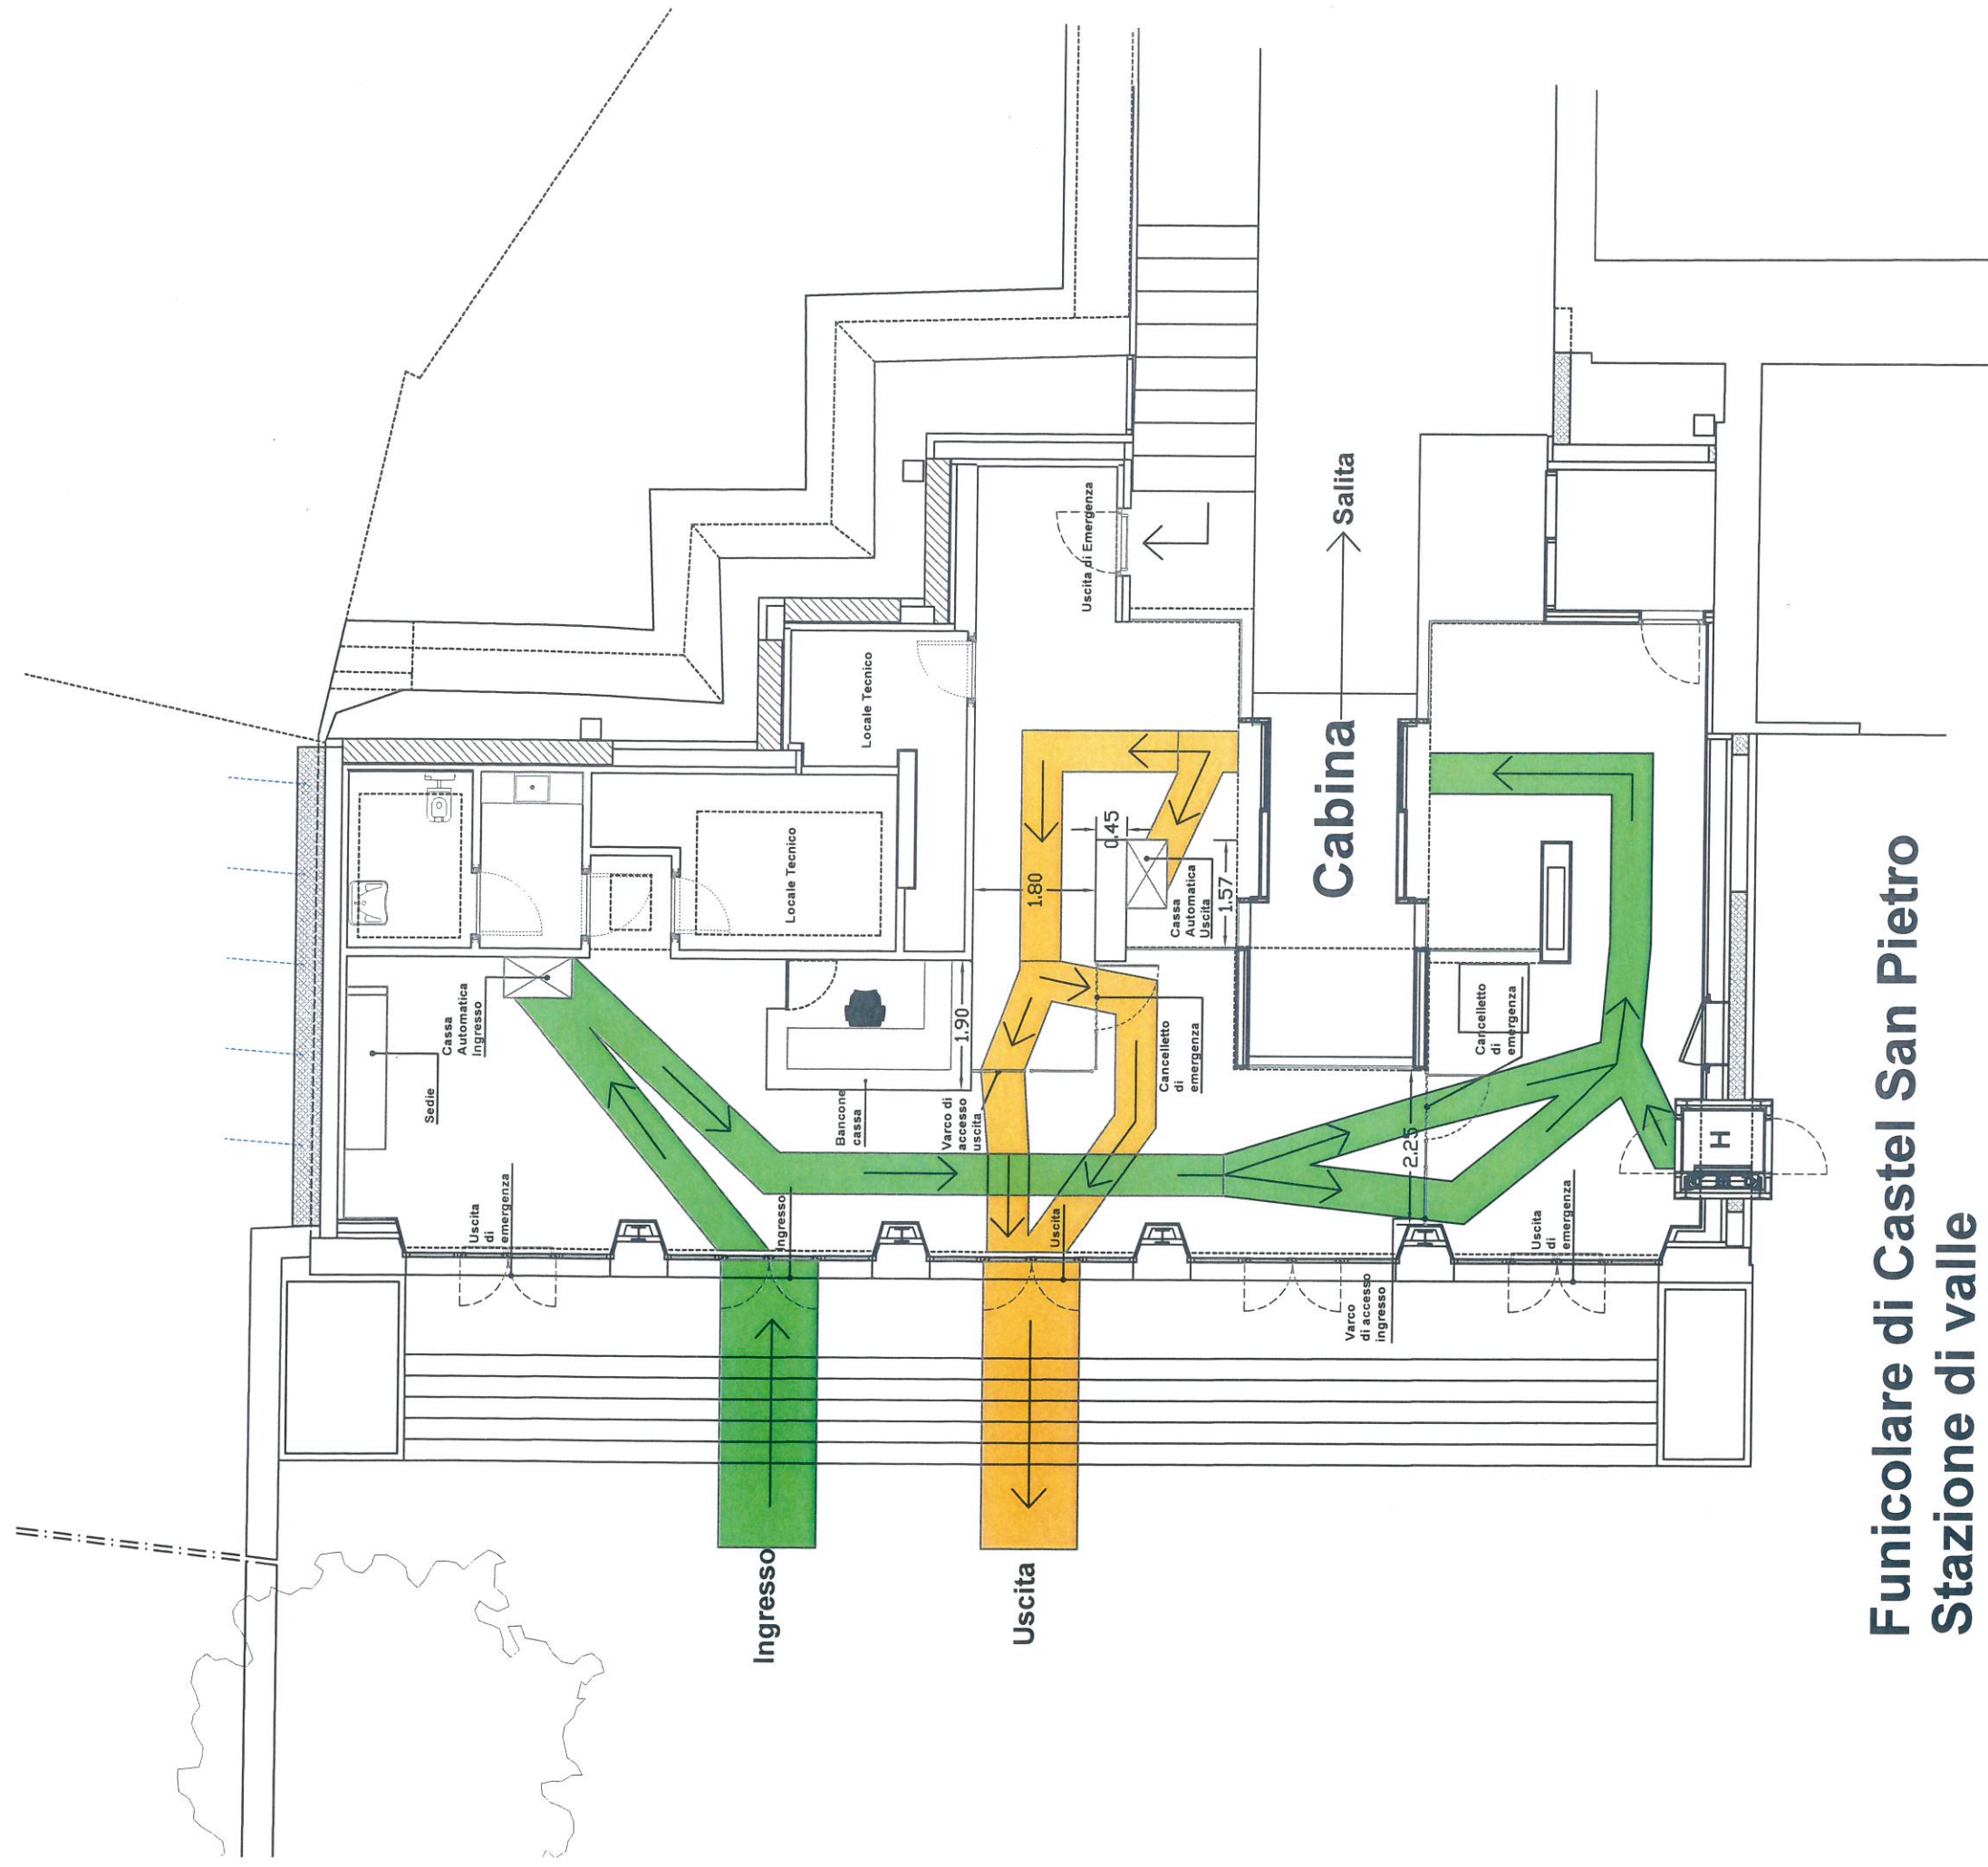 Funicolare di Castel San Pietro
Stazione di valle
Ingresso
Uscita
Cabina
Salita
Uscita di Emergenza
Locale Tecnico
Locale Tecnico
Cassa
Automatica
Ingresso
Sedie
Uscita
di
emergenza
Ingresso
Bancone
cassa
1.90
Varco di
accesso
uscita
1.80
0.45
Cassa
Automatica
Uscita
1.57
Cancelletto
di
emergenza
Uscita
Cancelletto
di
emergenza
2.25
Varco
di accesso
ingresso
Uscita
di
emergenza
H